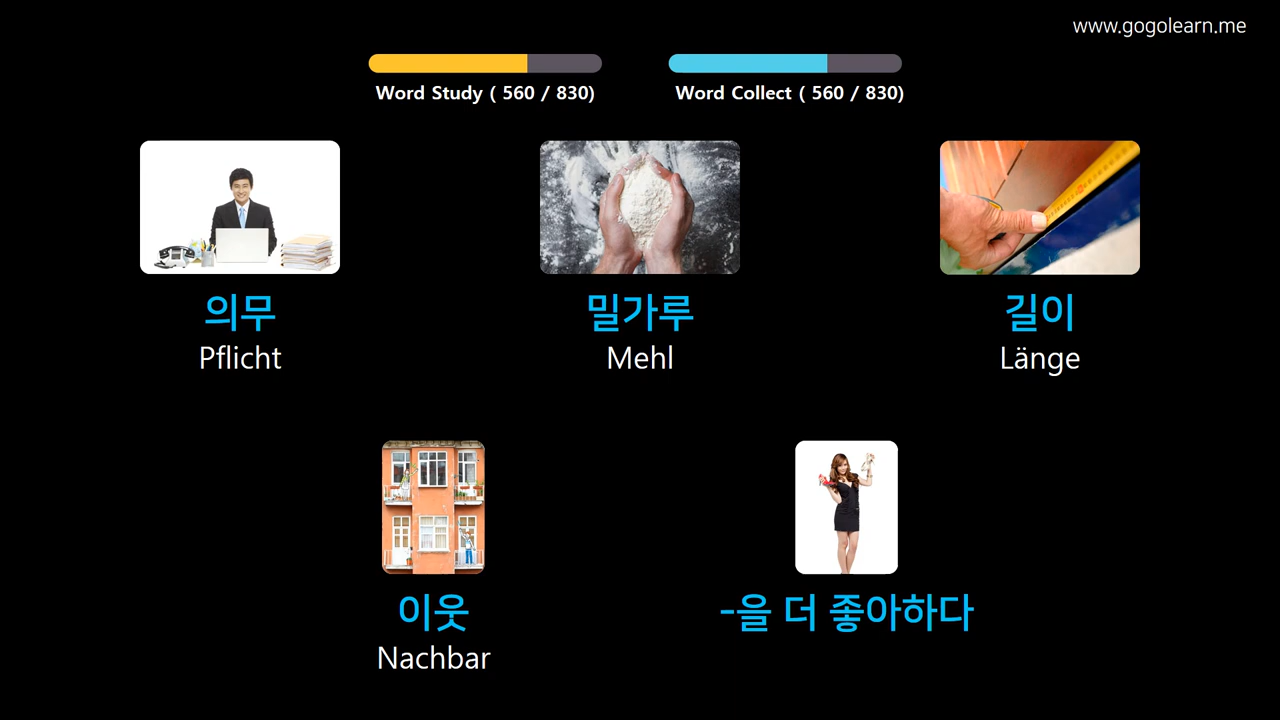 www.gogolearn.me
Word Study ( 560 / 830)
Word Collect ( 560 / 830)
의무
Pflicht
밀가루
Mehl
길이
Länge
이웃
Nachbar
-을 더 좋아하다